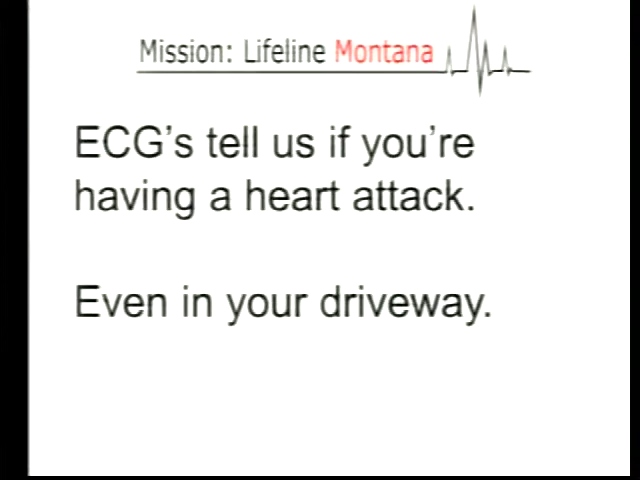 Mission: Lifeline Montana
ECG's tell us if you're
having a heart attack.
Even in your driveway.